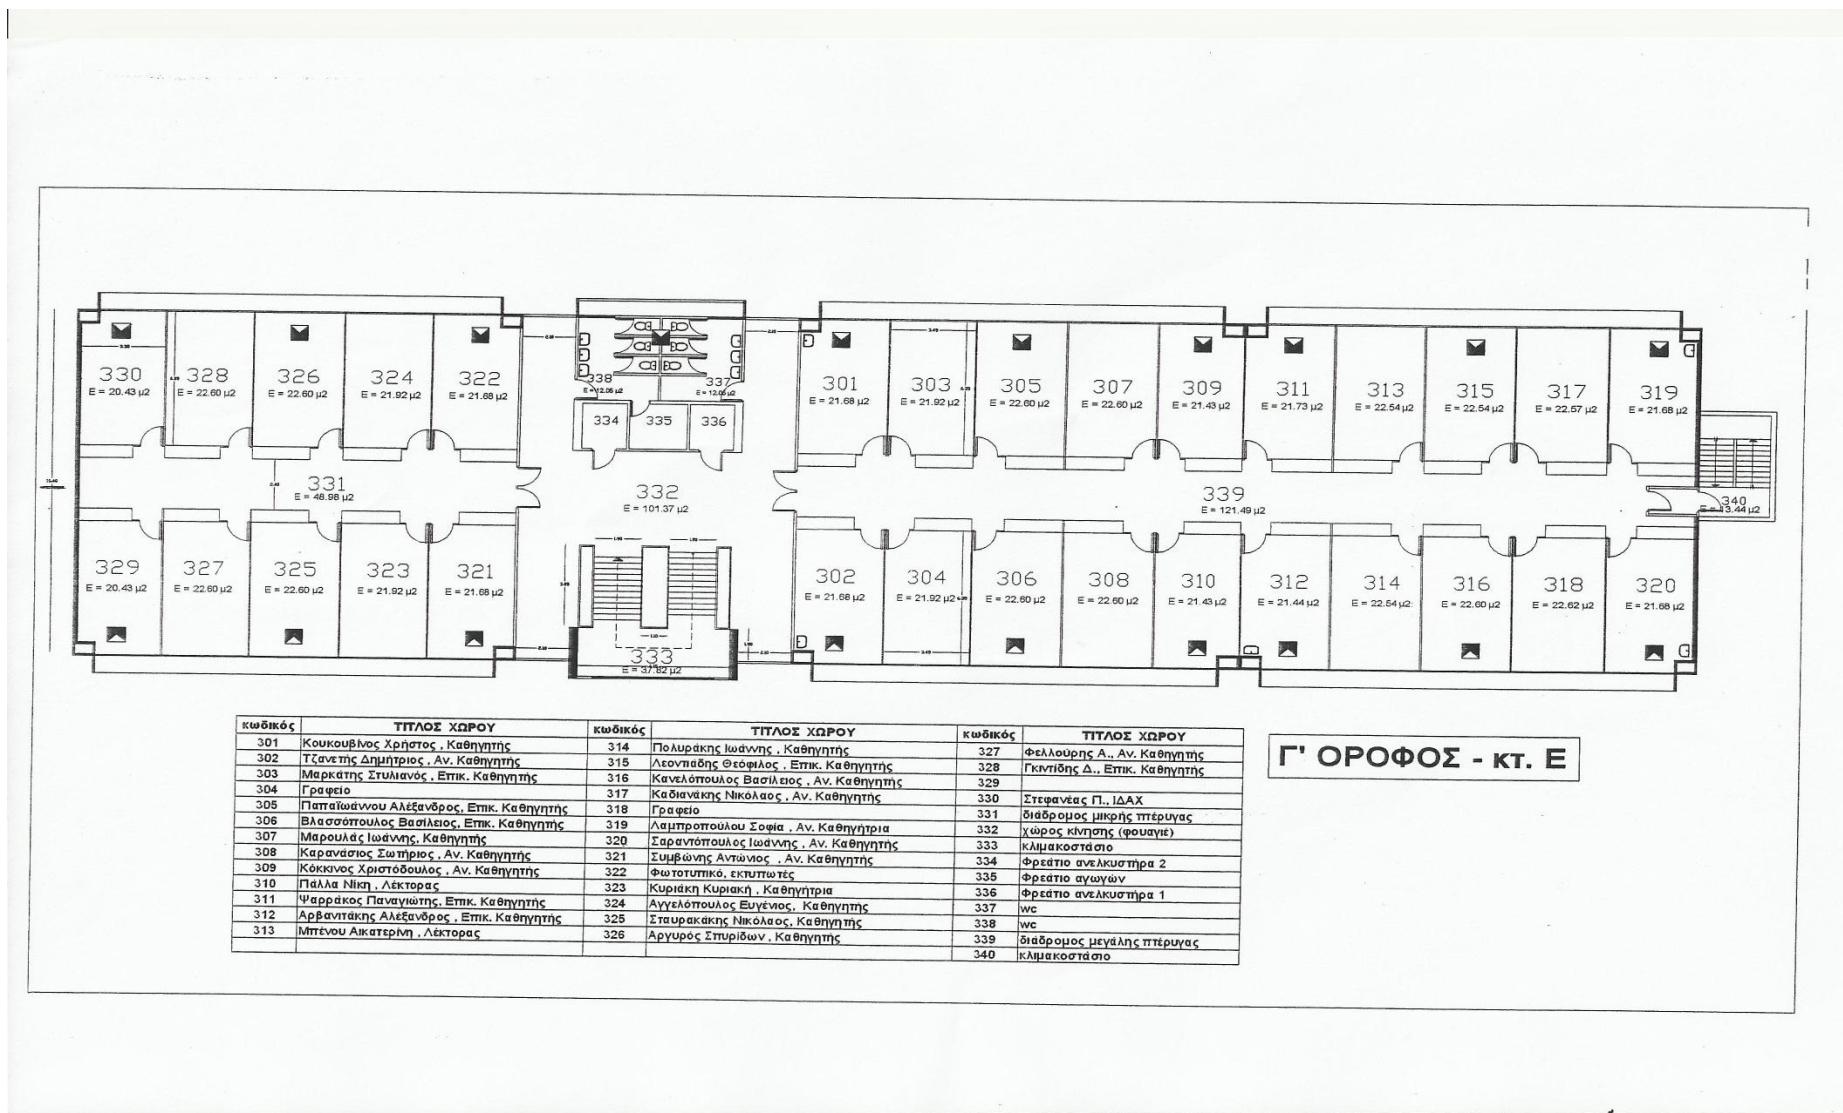 330
E = 20.43 μ2
328
E = 22.60 μ2
326
E = 22.60 μ2
324
E = 21.92 μ2
322
E = 21.68 μ2
338
E = 12.06 μ2
337
334
335
336
301
E = 21.68 μ2
303
E = 21.92 μ2
305
E = 22.60 μ2
307
E = 22.60 μ2
309
E = 21.43 μ2
311
E = 21.73 μ2
313
E = 22.54 μ2
315
E = 22.54 μ2
317
E = 22.57 μ2
319
E = 21.68 μ2
331
E = 48.98 μ2
332
E = 101.37 μ2
339
E = 121.49 μ2
340
E = 13.44 μ2
329
E = 20.43 μ2
327
E = 22.60 μ2
325
E = 22.60 μ2
323
E = 21.92 μ2
321
E = 21.68 μ2
333
E = 37.82 μ2
302
E = 21.68 μ2
304
E = 21.92 μ2
306
E = 22.60 μ2
308
E = 22.60 μ2
310
E = 21.43 μ2
312
E = 21.44 μ2
314
E = 22.54 μ2
316
E = 22.60 μ2
318
E = 22.62 μ2
320
E = 21.68 μ2
κωδικός ΤΙΤΛΟΣ ΧΩΡΟΥ
301 Κουκουβίνος Χρήστος , Καθηγητής
302 Τζανετής Δημήτριος , Αν. Καθηγητής
303 Μαρκάτης Στυλιανός , Επικ. Καθηγητής
304 Γραφείο
305 Παπαϊωάννου Αλέξανδρος, Επικ. Καθηγητής
306 Βλασσόπουλος Βασίλειος, Επικ. Καθηγητής
307 Μαρουλάς Ιωάννης, Καθηγητής
308 Καρανάσιος Σωτήριος , Αν. Καθηγητής
309 Κόκκινος Χριστόδουλος , Αν. Καθηγητής
310 Πάλλα Νίκη , Λέκτορας
311 Ψαρράκος Παναγιώτης, Επικ. Καθηγητής
312 Αρβανιτάκης Αλέξανδρος , Επικ. Καθηγητής
313 Μπένου Αικατερίνη , Λέκτορας
κωδικός ΤΙΤΛΟΣ ΧΩΡΟΥ
314 Πολυράκης Ιωάννης , Καθηγητής
315 Λεοντιάδης Θεόφιλος , Επικ. Καθηγητής
316 Κανελόπουλος Βασίλειος , Αν. Καθηγητής
317 Καδιανάκης Νικόλαος , Αν. Καθηγητής
318 Γραφείο
319 Λαμπροπούλου Σοφία , Αν. Καθηγήτρια
320 Σαραντόπουλος Ιωάννης , Αν. Καθηγητής
321 Συμβώνης Αντώνιος , Αν. Καθηγητής
322 Φωτοτυπικό, εκτυπωτές
323 Κυριάκη Κυριακή , Καθηγήτρια
324 Αγγελόπουλος Ευγένιος, Καθηγητής
325 Σταυρακάκης Νικόλαος, Καθηγητής
326 Αργυρός Σπυρίδων , Καθηγητής
κωδικός ΤΙΤΛΟΣ ΧΩΡΟΥ
327 Φελλούρης Α., Αν. Καθηγητής
328 Γκιντίδης Δ., Επικ. Καθηγητής
329
330 Στεφανέας Π., ΙΔΑΧ
331 διάδρομος μικρής πτέρυγας
332 χώρος κίνησης (φουαγιέ)
333 κλιμακοστάσιο
334 Φρεάτιο ανελκυστήρα 2
335 Φρεάτιο αγωγών
336 Φρεάτιο ανελκυστήρα 1
337 wc
338 wc
339 διάδρομος μεγάλης πτέρυγας
340 κλιμακοστάσιο
Γ' ΟΡΟΦΟΣ - κτ. Ε